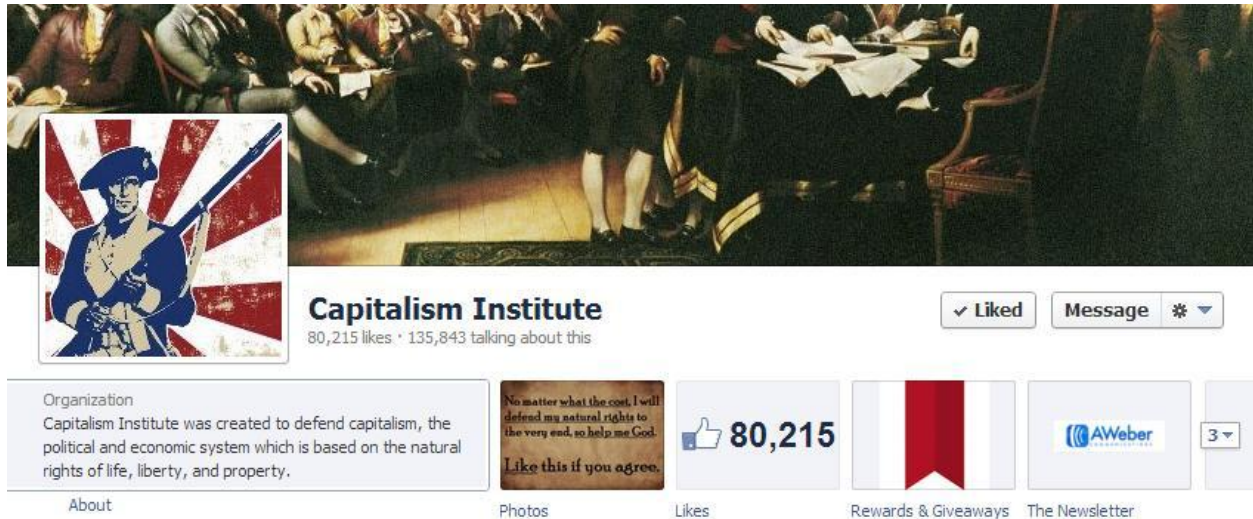 Capitalism Institute
80,215 likes · 135,843 talking about this
✓ Liked
Message
Organization
Capitalism Institute was created to defend capitalism, the
political and economic system which is based on the natural
rights of life, liberty, and property.
About
No matter what the cost, I will
defend my natural rights to
the very end, so help me God.
Like this if you agree.
Photos
80,215
Likes
Rewards & Giveaways
AWeber
COMMUNICATIONS
The Newsletter
3